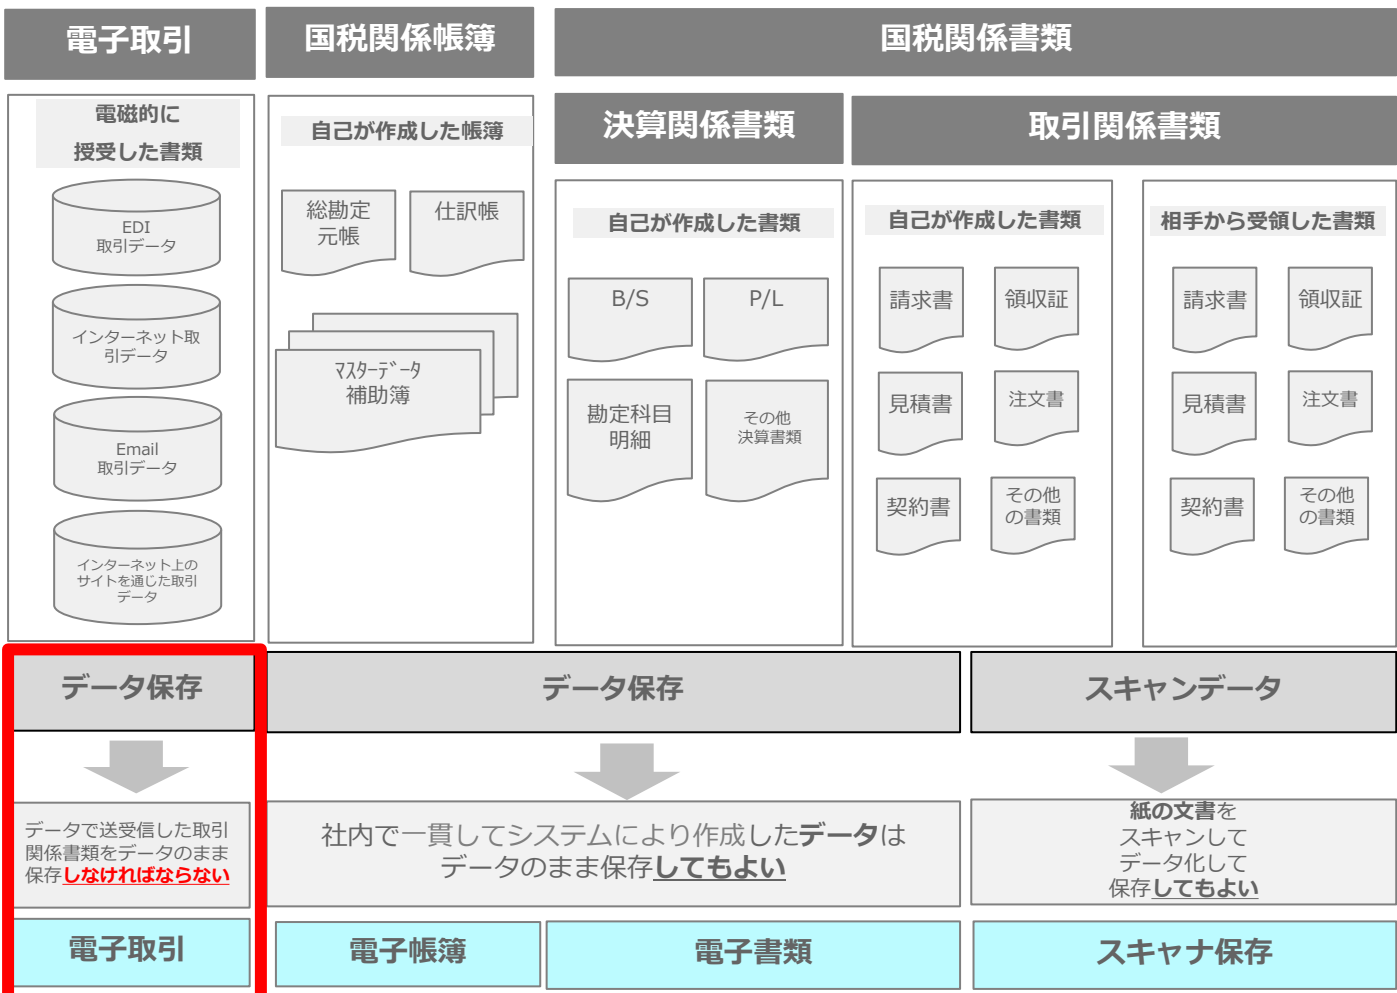 電子取引
国税関係帳簿
国税関係書類
電磁的に
授受した書類
自己が作成した帳簿
決算関係書類
取引関係書類
EDI
取引データ
インターネット取
引データ
Email
取引データ
インターネット上の
サイトを通じた取引
データ
総勘定
元帳
仕訳帳
ﾏｽﾀｰﾃﾞｰﾀ
補助簿
自己が作成した書類
B/S
P/L
勘定科目
明細
その他
決算書類
自己が作成した書類
請求書
領収証
見積書
注文書
契約書
その他
の書類
相手から受領した書類
請求書
領収証
見積書
注文書
契約書
その他
の書類
データ保存
データ保存
スキャンデータ
データで送受信した取引
関係書類をデータのまま
保存しなければならない
社内で一貫してシステムにより作成したデータは
データのまま保存してもよい
紙の文書を
スキャンして
データ化して
保存してもよい
電子取引
電子帳簿
電子書類
スキャナ保存